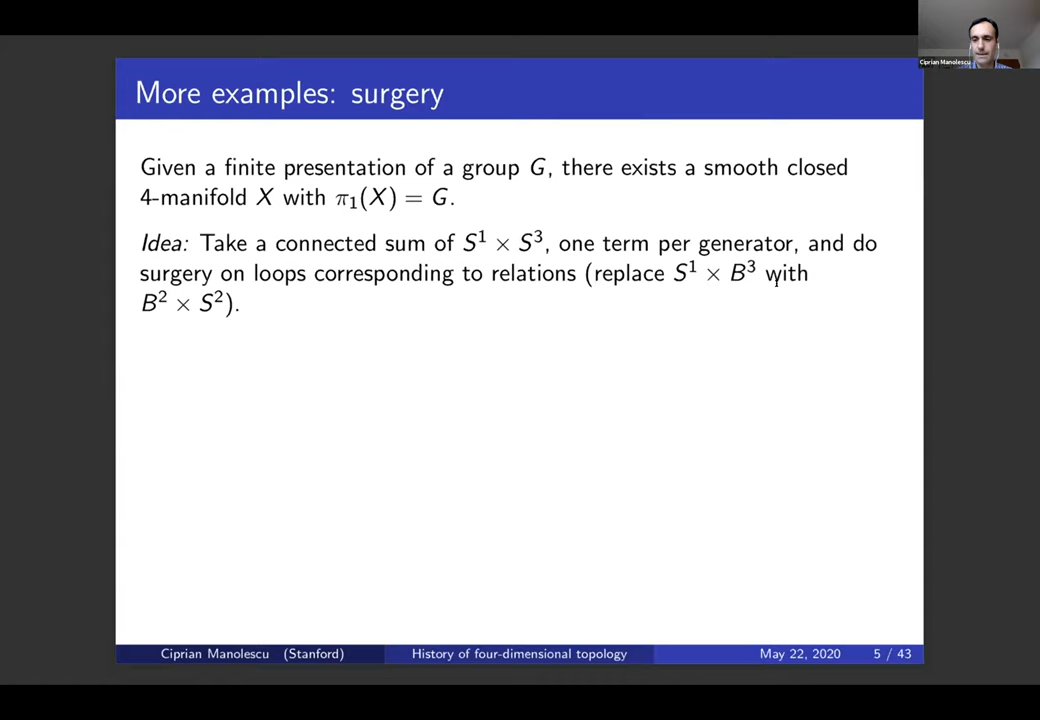 Ciprian Manolescu
More examples: surgery
Given a finite presentation of a group G, there exists a smooth closed
4-manifold X with π₁(X) = G.
Idea: Take a connected sum of S¹ × S³, one term per generator, and do
surgery on loops corresponding to relations (replace S¹ × B³ with
B² × S²).
Ciprian Manolescu (Stanford) History of four-dimensional topology May 22, 2020 5 / 43